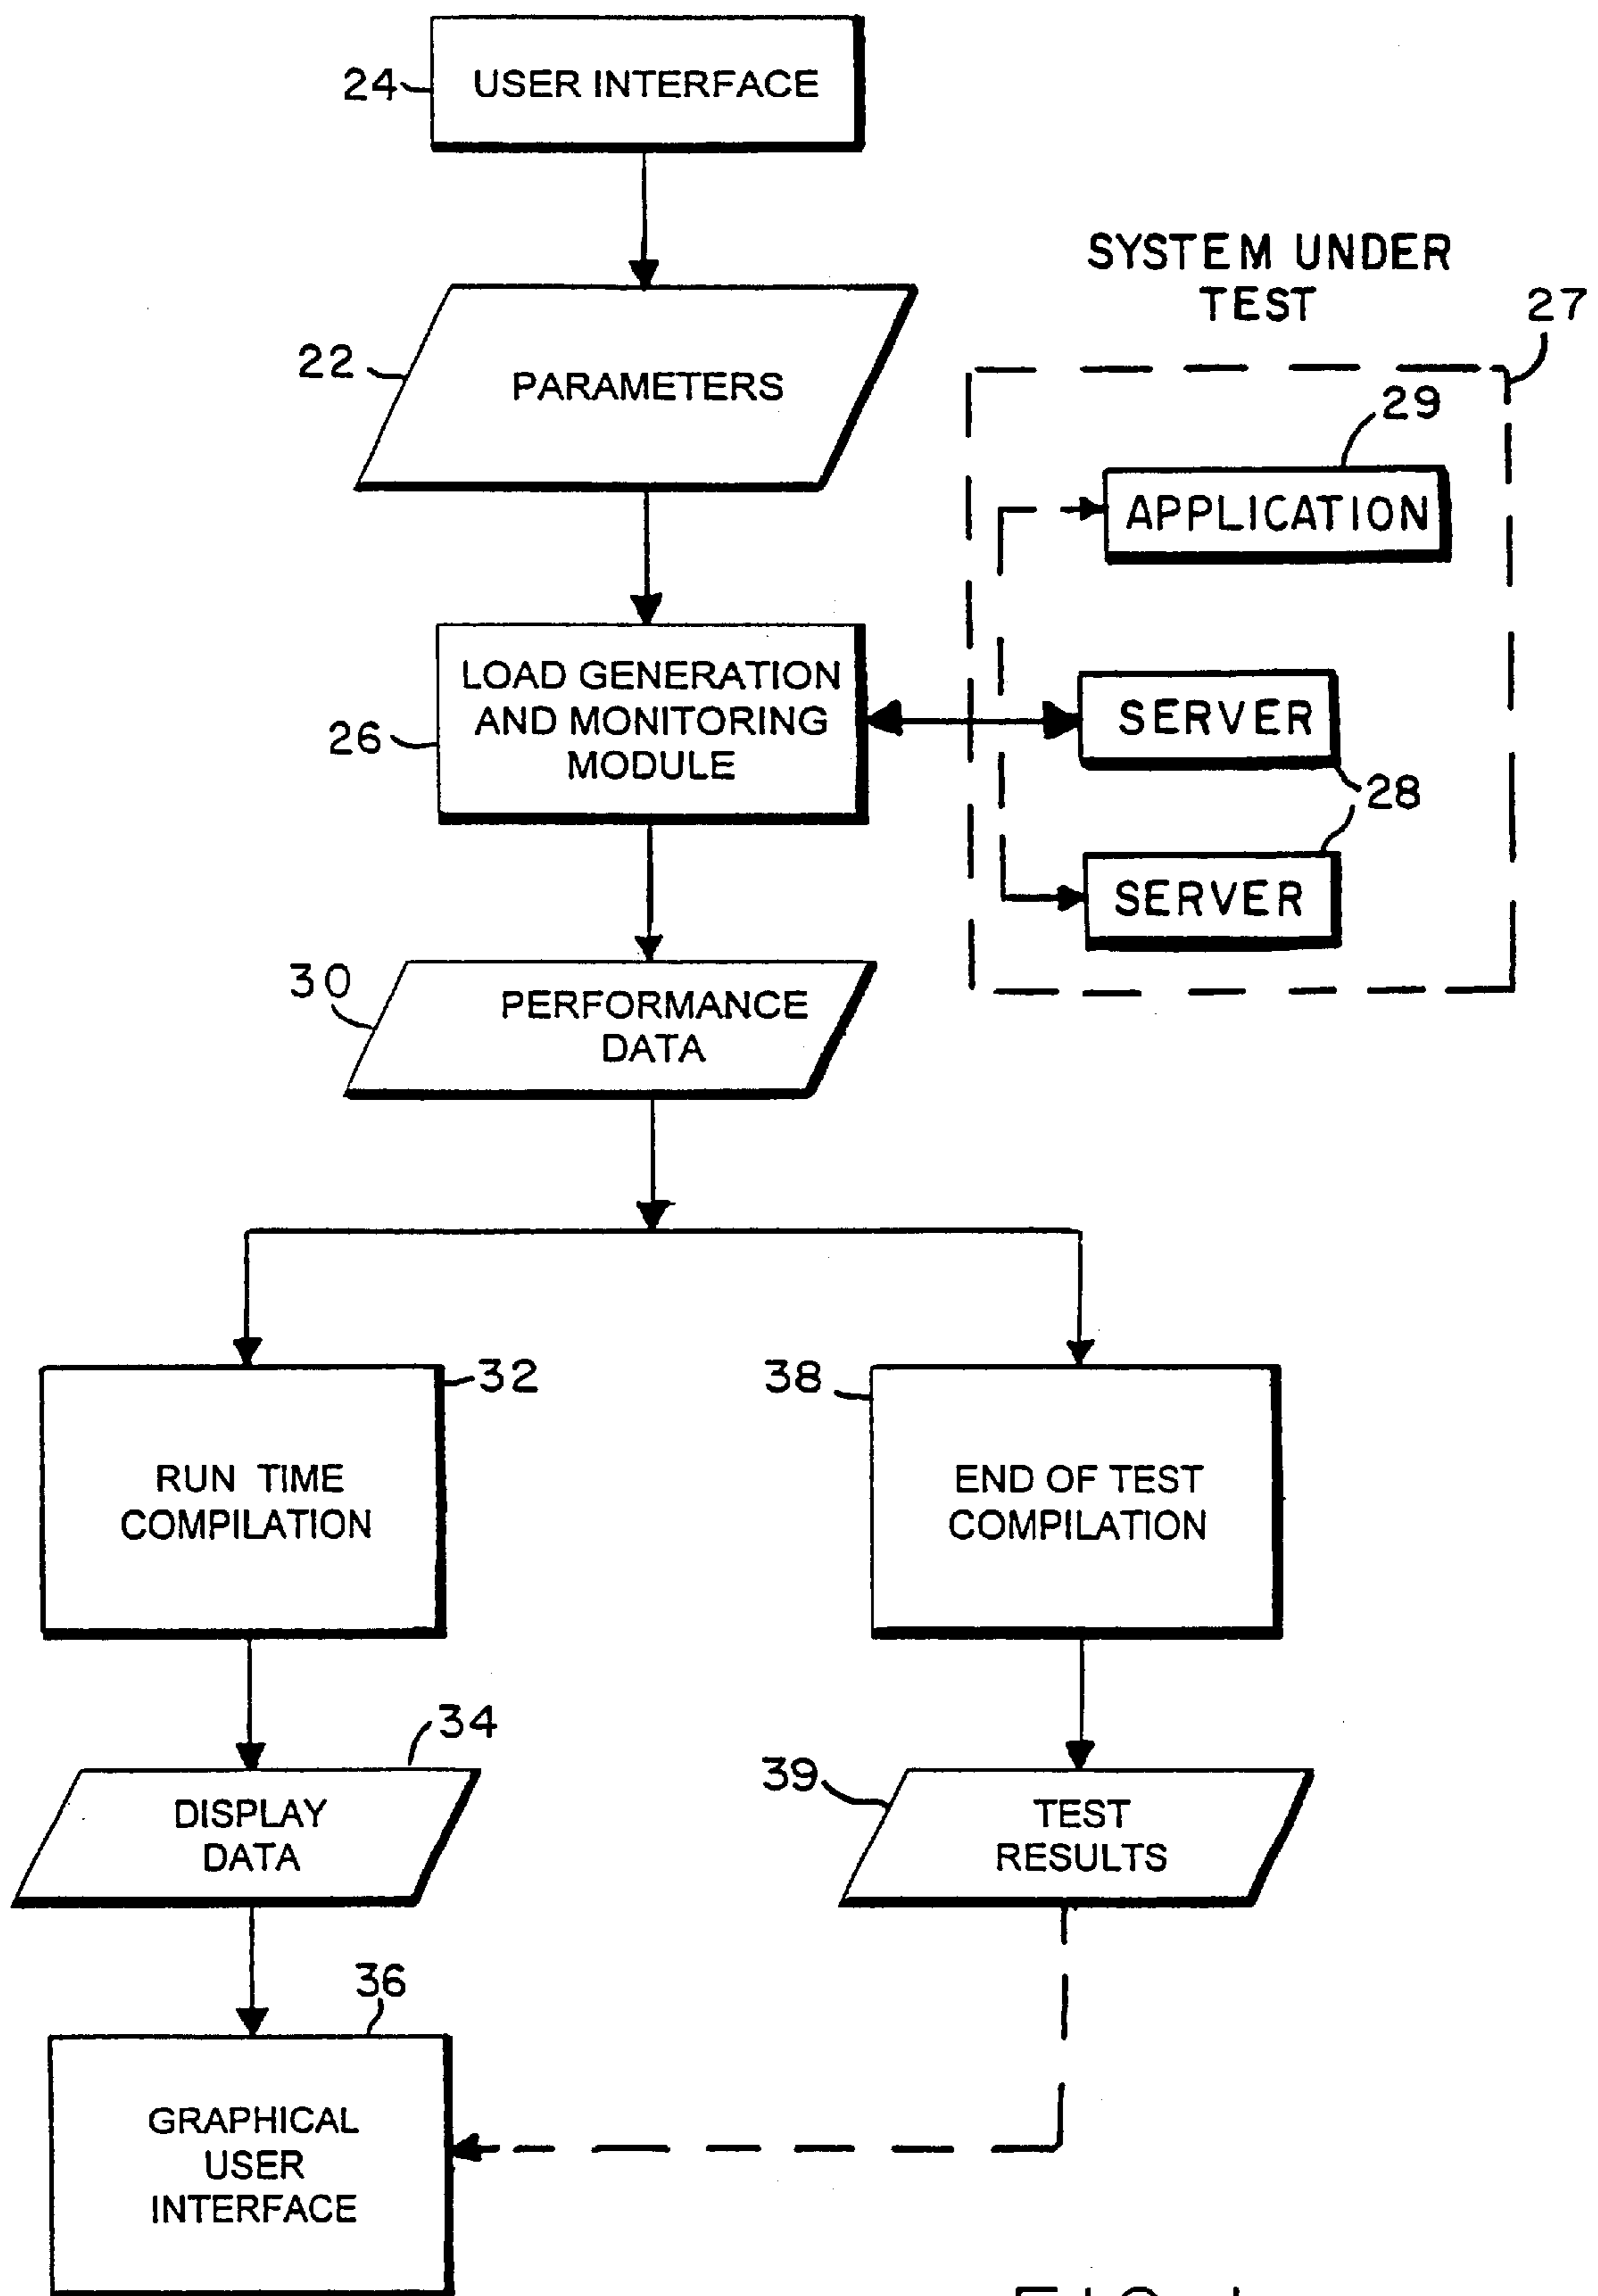 24
USER INTERFACE
SYSTEM UNDER
TEST
27
22
PARAMETERS
29
APPLICATION
LOAD GENERATION
AND MONITORING
MODULE
26
SERVER
28
SERVER
30
PERFORMANCE
DATA
32
RUN TIME
COMPILATION
38
END OF TEST
COMPILATION
34
DISPLAY
DATA
39
TEST
RESULTS
36
GRAPHICAL
USER
INTERFACE